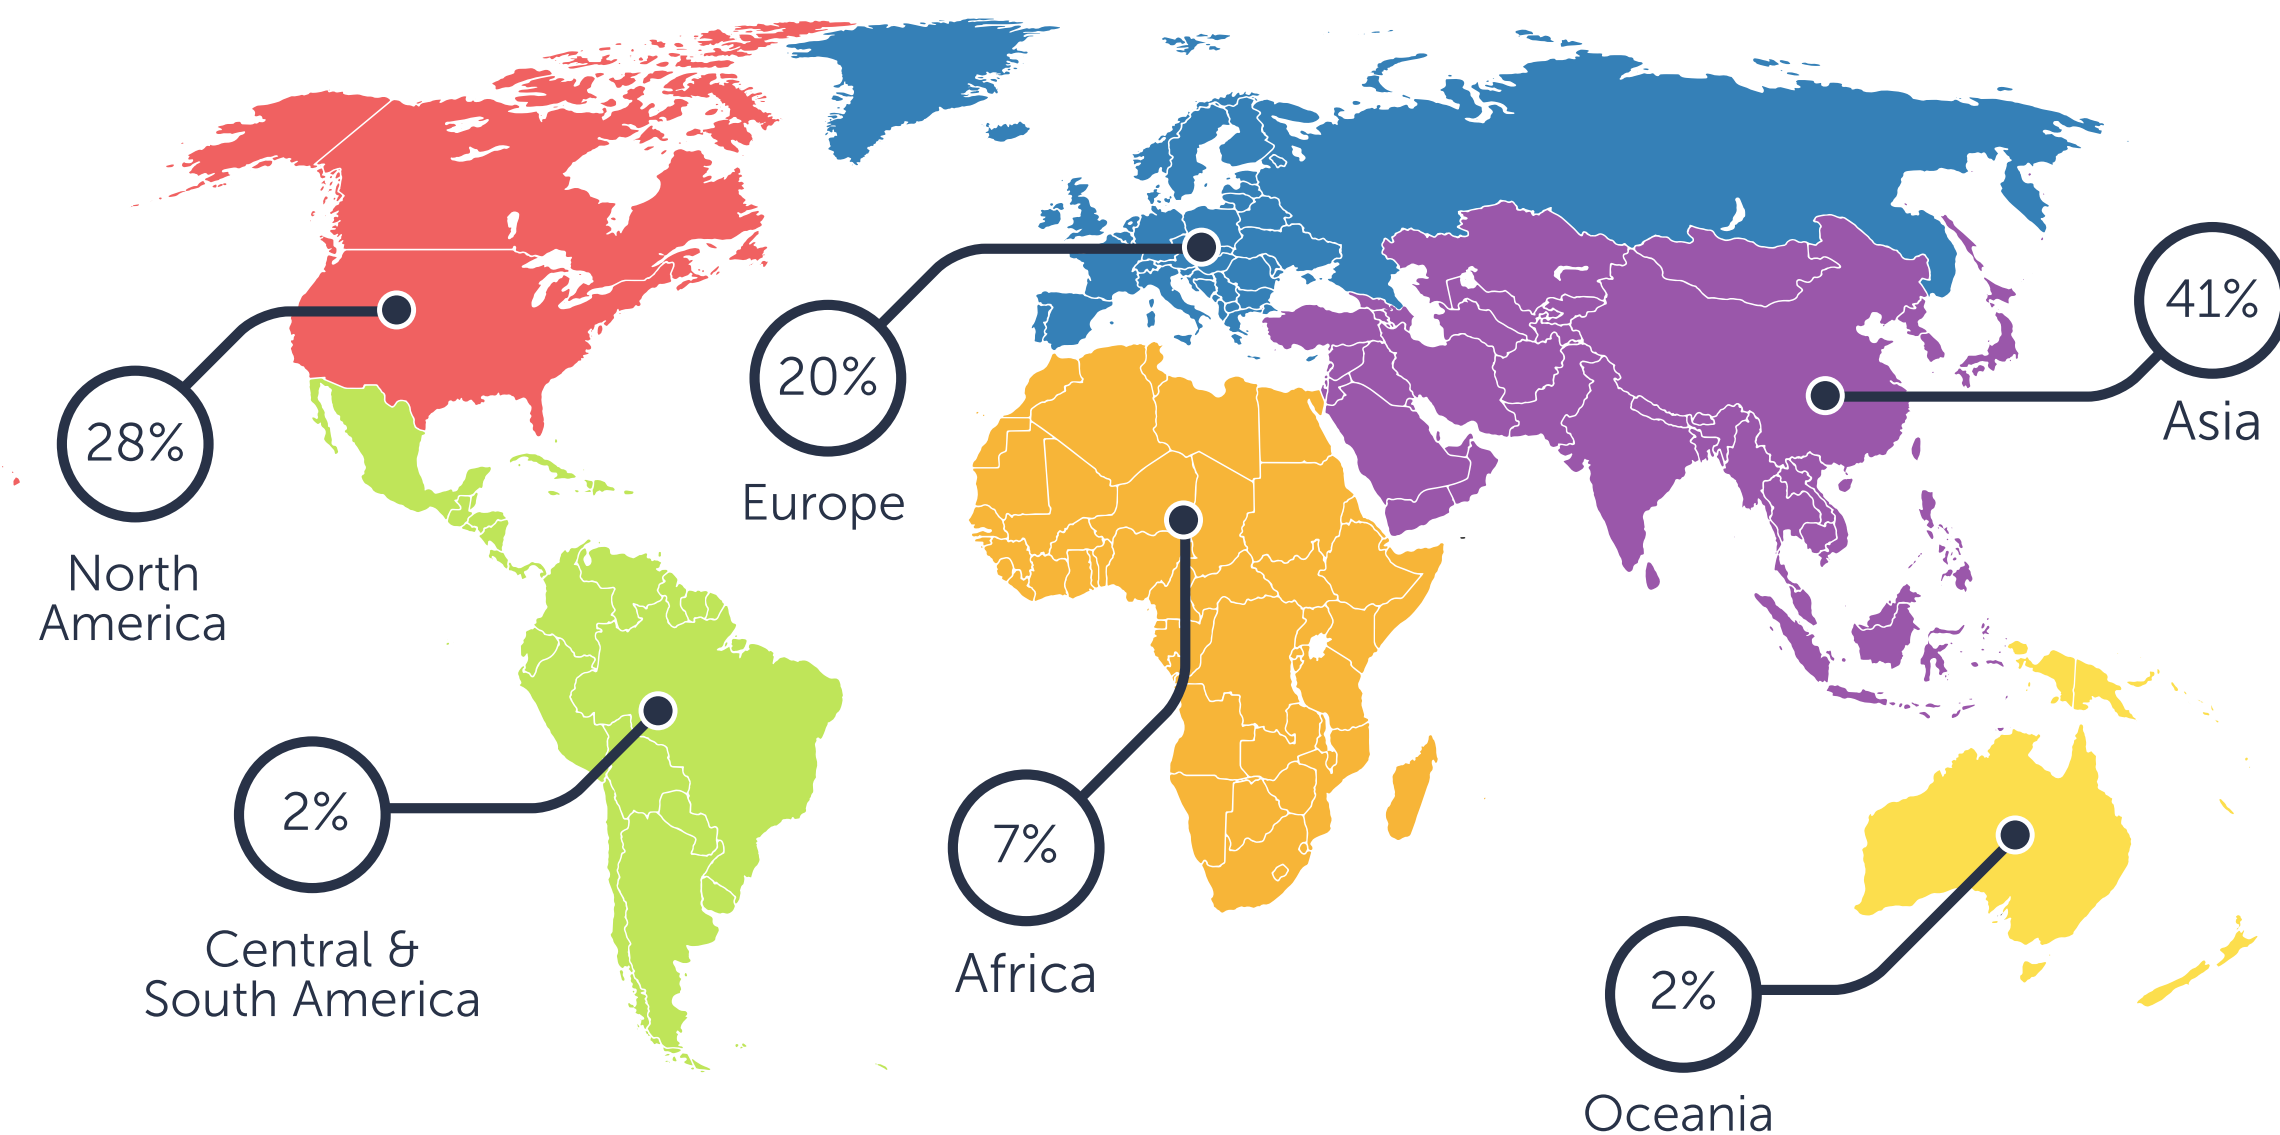 28%
North
America
20%
Europe
41%
Asia
2%
Central &
South America
7%
Africa
2%
Oceania